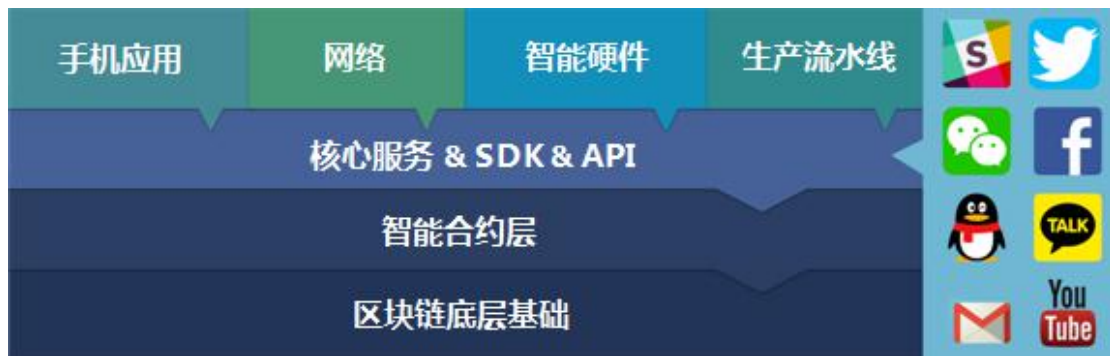 手机应用
网络
智能硬件
生产流水线
核心服务 & SDK & API
智能合约层
区块链底层基础
S
f
TALK
You
Tube